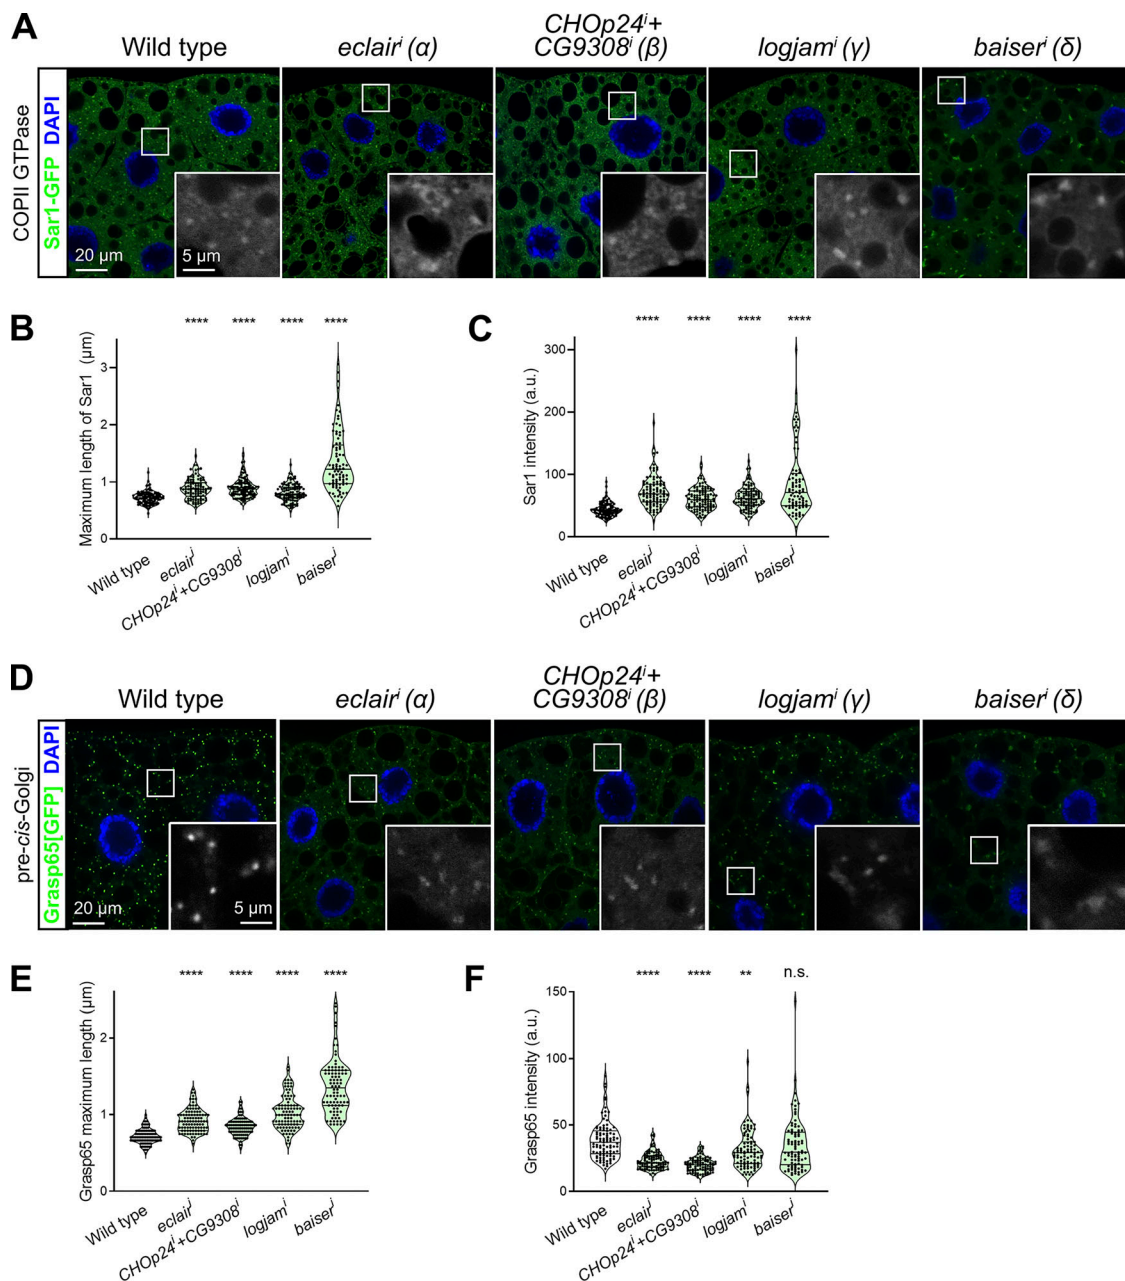 A
Wild type
eclairⁱ (α)
CHOp24ⁱ+
CG9308ⁱ (β)
logjamⁱ (γ)
baiserⁱ (δ)
COPII GTPase
Sar1-GFP DAPI
20 µm
5 µm
B
**** **** **** ****
Maximum length of Sar1 (µm)
3
2
1
0
Wild type
eclairⁱ
CHOp24ⁱ+CG9308ⁱ
logjamⁱ
baiserⁱ
C
**** **** **** ****
Sar1 intensity (a.u.)
300
200
100
0
Wild type
eclairⁱ
CHOp24ⁱ+CG9308ⁱ
logjamⁱ
baiserⁱ
D
Wild type
eclairⁱ (α)
CHOp24ⁱ+
CG9308ⁱ (β)
logjamⁱ (γ)
baiserⁱ (δ)
pre-cis-Golgi
Grasp65[GFP] DAPI
20 µm
5 µm
E
**** **** **** ****
Grasp55 maximum length (µm)
2
1
0
Wild type
eclairⁱ
CHOp24ⁱ+CG9308ⁱ
logjamⁱ
baiserⁱ
F
**** **** ** n.s.
Grasp65 intensity (a.u.)
150
100
50
0
Wild type
eclairⁱ
CHOp24ⁱ+CG9308ⁱ
logjamⁱ
baiserⁱ